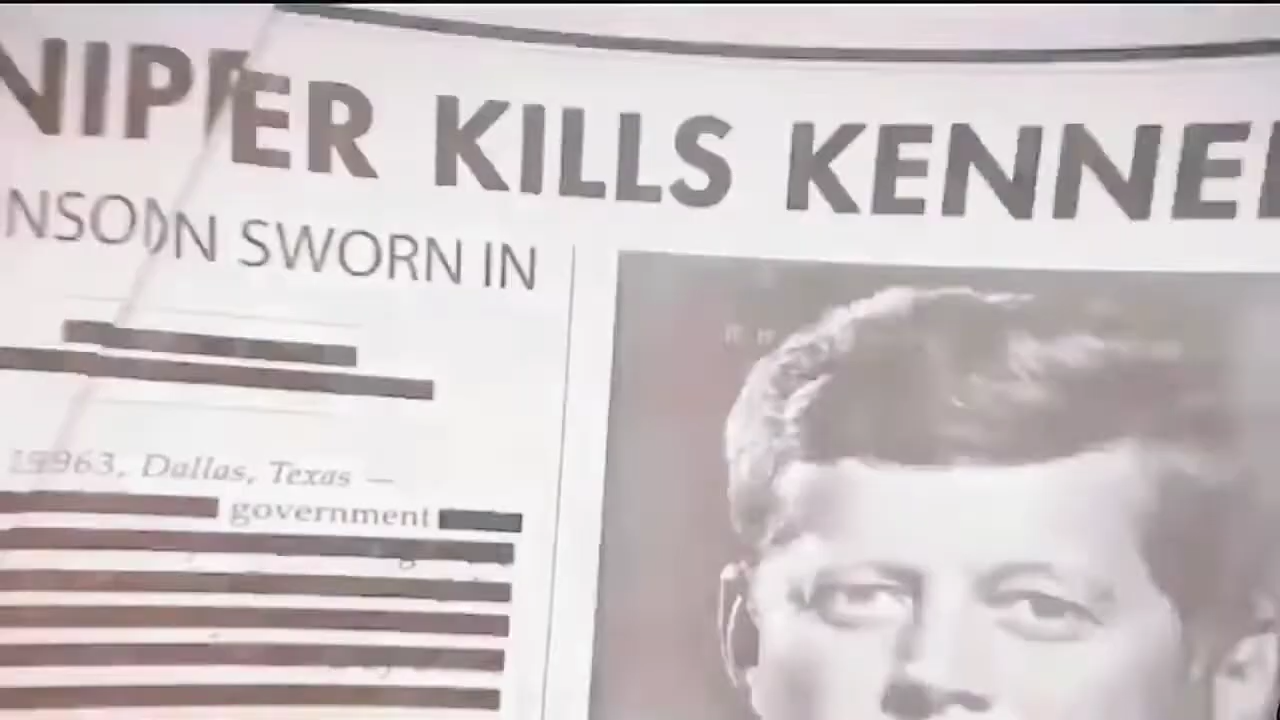 NIPER KILLS KENNE
NSON SWORN IN
1963, Dallas, Texas —
government